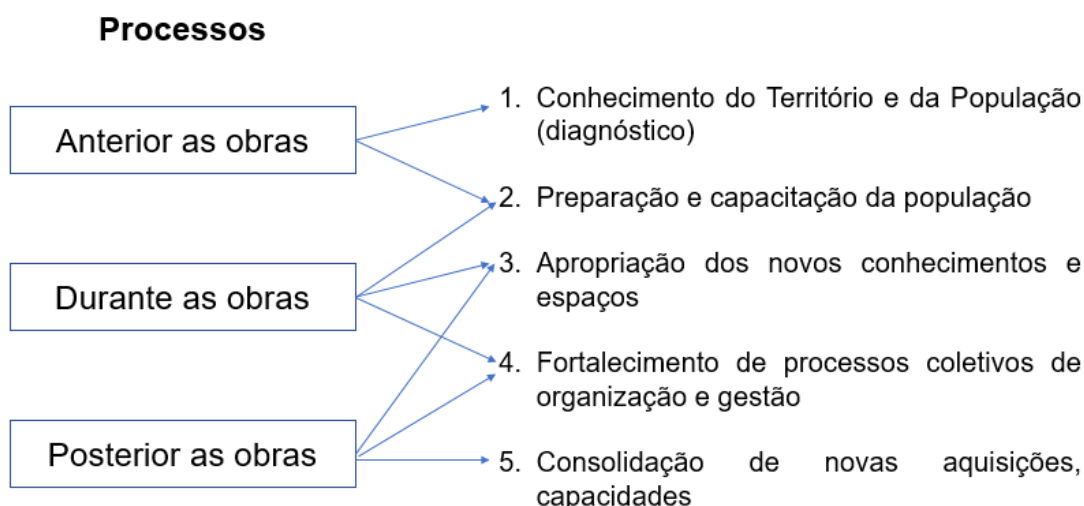 Processos
Anterior as obras
Durante as obras
Posterior as obras
1. Conhecimento do Território e da População
(diagnóstico)
2. Preparação e capacitação da população
3. Apropriação dos novos conhecimentos e
espaços
4. Fortalecimento de processos coletivos de
organização e gestão
5. Consolidação de novas aquisições,
capacidades